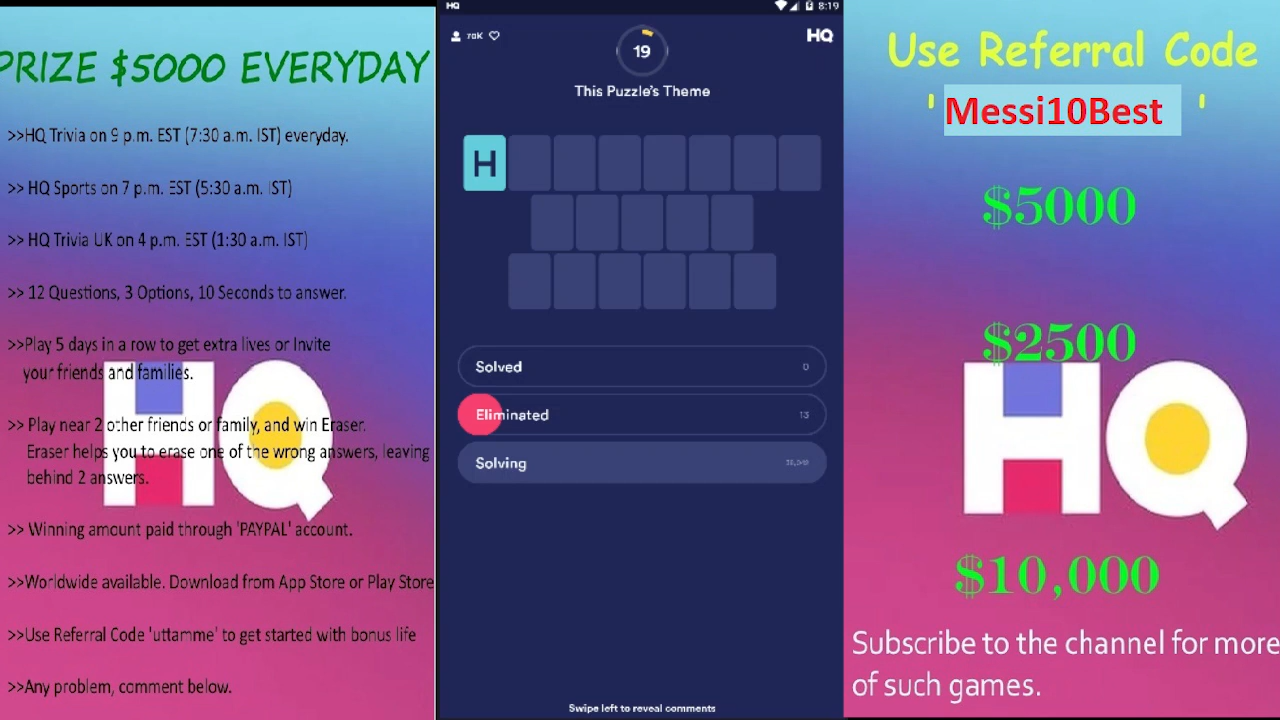 PRIZE $5000 EVERYDAY
>>HQ Trivia on 9 p.m. EST (7:30 a.m. IST) everyday.
>> HQ Sports on 7 p.m. EST (5:30 a.m. IST)
>> HQ Trivia UK on 4 p.m. EST (1:30 a.m. IST)
>> 12 Questions, 3 Options, 10 Seconds to answer.
>>Play 5 days in a row to get extra lives or Invite
your friends and families.
>> Play near 2 other friends or family, and win Eraser.
Eraser helps you to erase one of the wrong answers, leaving
behind 2 answers.
>> Winning amount paid through 'PAYPAL' account.
>>Worldwide available. Download from App Store or Play Store
>>Use Referral Code 'uttamme' to get started with bonus life
>>Any problem, comment below.
HQ
HQ
8:19
78K
HQ
19
This Puzzle's Theme
H
Solved 0
Eliminated 13
Solving
Swipe left to reveal comments
Use Referral Code
' Messi10Best '
$5000
$2500
HQ
$10,000
Subscribe to the channel for more
of such games.